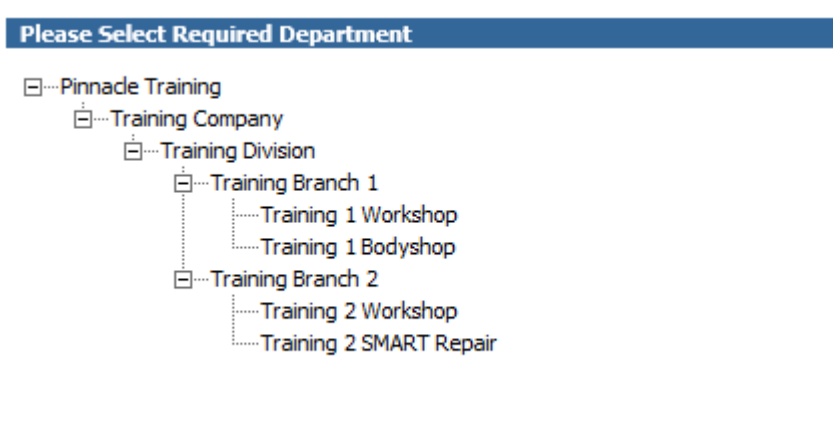 Please Select Required Department
Pinnacle Training
Training Company
Training Division
Training Branch 1
Training 1 Workshop
Training 1 Bodyshop
Training Branch 2
Training 2 Workshop
Training 2 SMART Repair